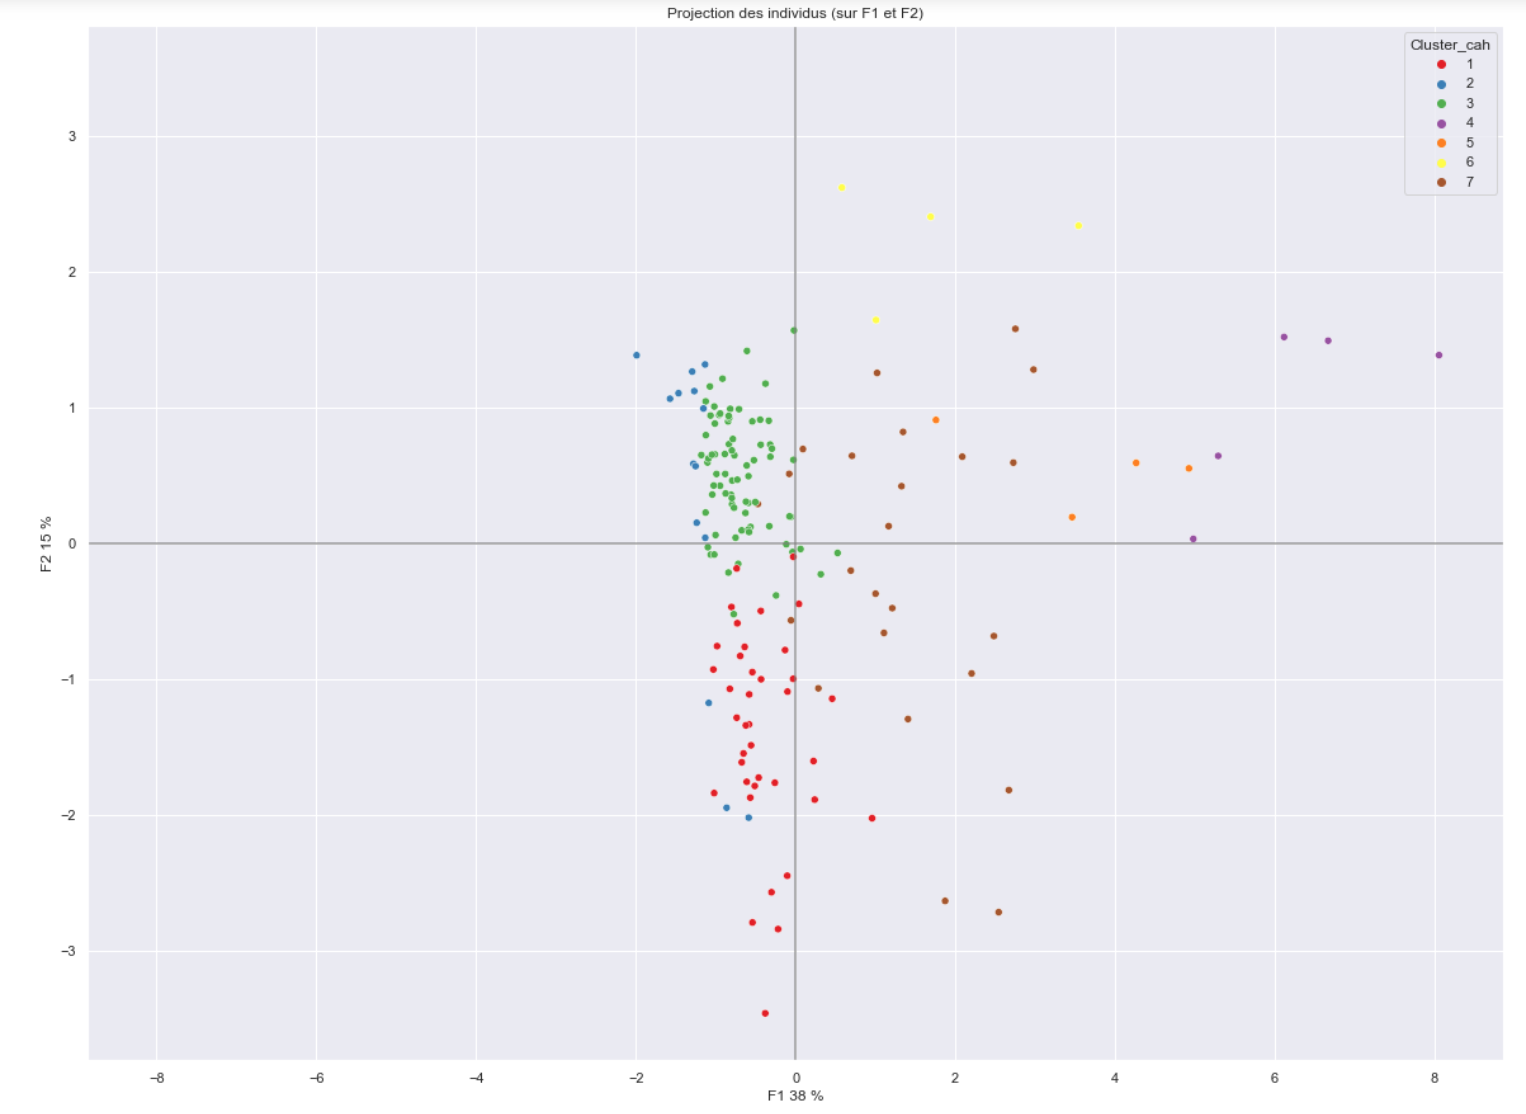 Projection des individus (sur F1 et F2)
Cluster_cah
1
2
3
4
5
6
7
3
2
1
0
−1
−2
−3
F2 15 %
−8 −6 −4 −2 0 2 4 6 8
F1 38 %